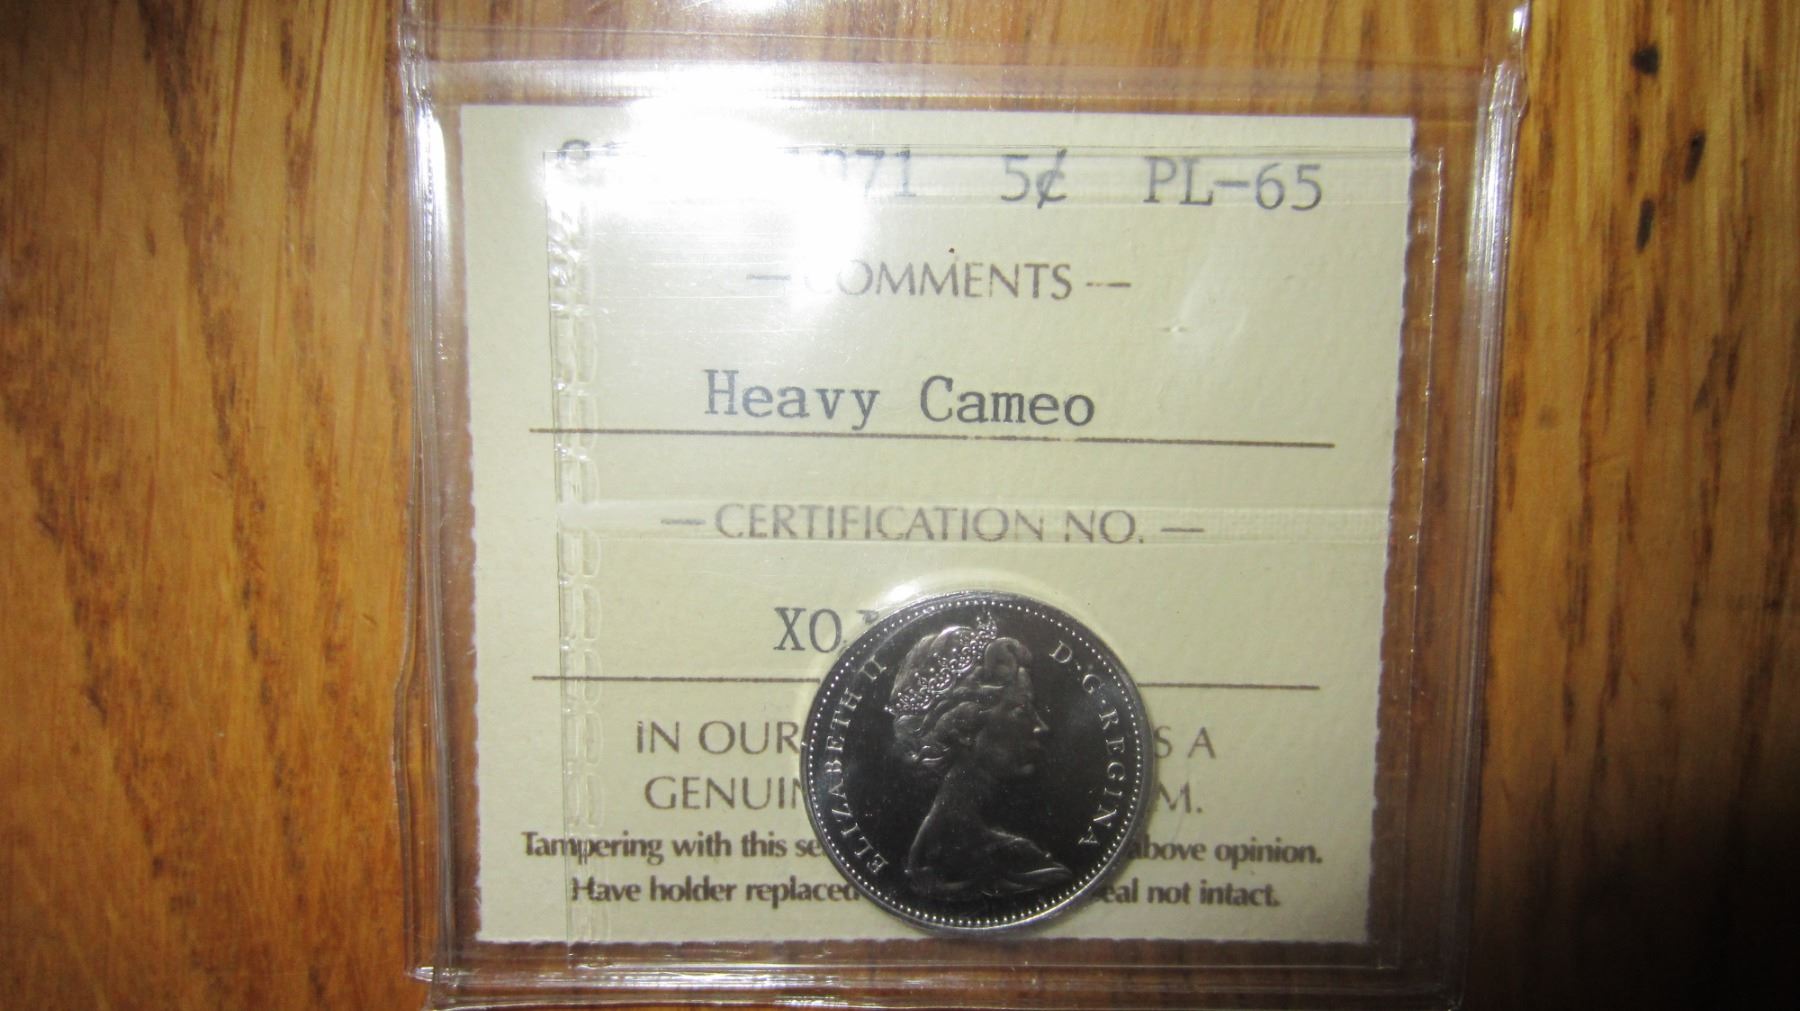 5¢ PL-65
— COMMENTS --
Heavy Cameo
— CERTIFICATION NO. —
XO
IN OUR S A
GENUIN M.
Tampering with this se above opinion.
Have holder replaced seal not intact.
ELIZABETH II D·G·REGINA